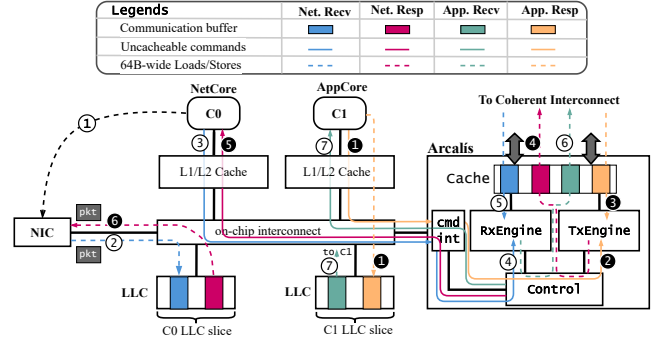 Legends
Net. Recv
Net. Resp
App. Recv
App. Resp
Communication buffer
Uncacheable commands
64B-wide Loads/Stores
NetCore
AppCore
To Coherent Interconnect
C0
C1
1
3
5
7
1
4
6
Arcalís
L1/L2 Cache
L1/L2 Cache
Cache
5
3
pkt
6
NIC
2
pkt
on-chip interconnect
cmd
int
RxEngine
TxEngine
to C1
7
1
4
2
LLC
LLC
Control
C0 LLC slice
C1 LLC slice